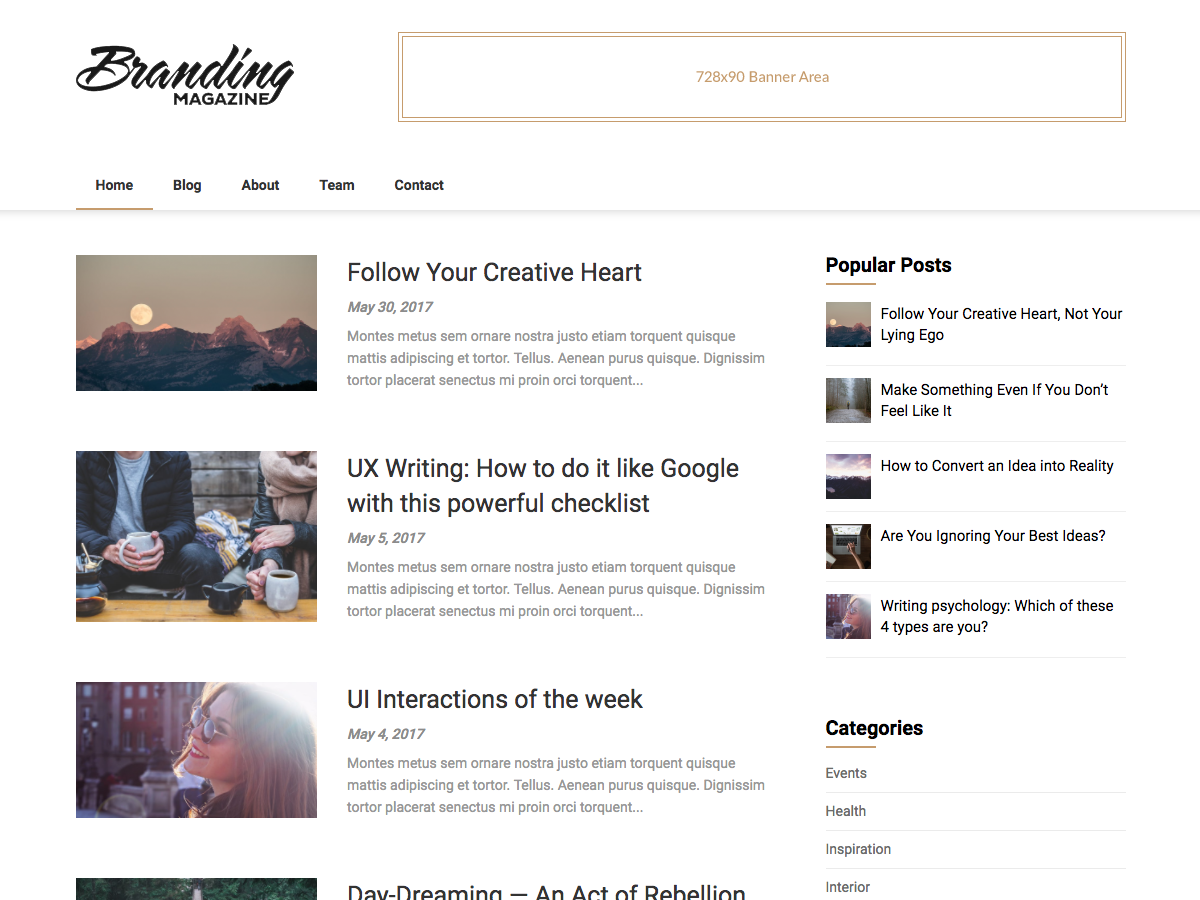 Branding
MAGAZINE
728x90 Banner Area
Home Blog About Team Contact
Follow Your Creative Heart
May 30, 2017
Montes metus sem ornare nostra justo etiam torquent quisque
mattis adipiscing et tortor. Tellus. Aenean purus quisque. Dignissim
tortor placerat senectus mi proin orci torquent...
UX Writing: How to do it like Google
with this powerful checklist
May 5, 2017
Montes metus sem ornare nostra justo etiam torquent quisque
mattis adipiscing et tortor. Tellus. Aenean purus quisque. Dignissim
tortor placerat senectus mi proin orci torquent...
UI Interactions of the week
May 4, 2017
Montes metus sem ornare nostra justo etiam torquent quisque
mattis adipiscing et tortor. Tellus. Aenean purus quisque. Dignissim
tortor placerat senectus mi proin orci torquent...
Day-Dreaming — An Act of Rebellion
Popular Posts
Follow Your Creative Heart, Not Your
Lying Ego
Make Something Even If You Don’t
Feel Like It
How to Convert an Idea into Reality
Are You Ignoring Your Best Ideas?
Writing psychology: Which of these
4 types are you?
Categories
Events
Health
Inspiration
Interior